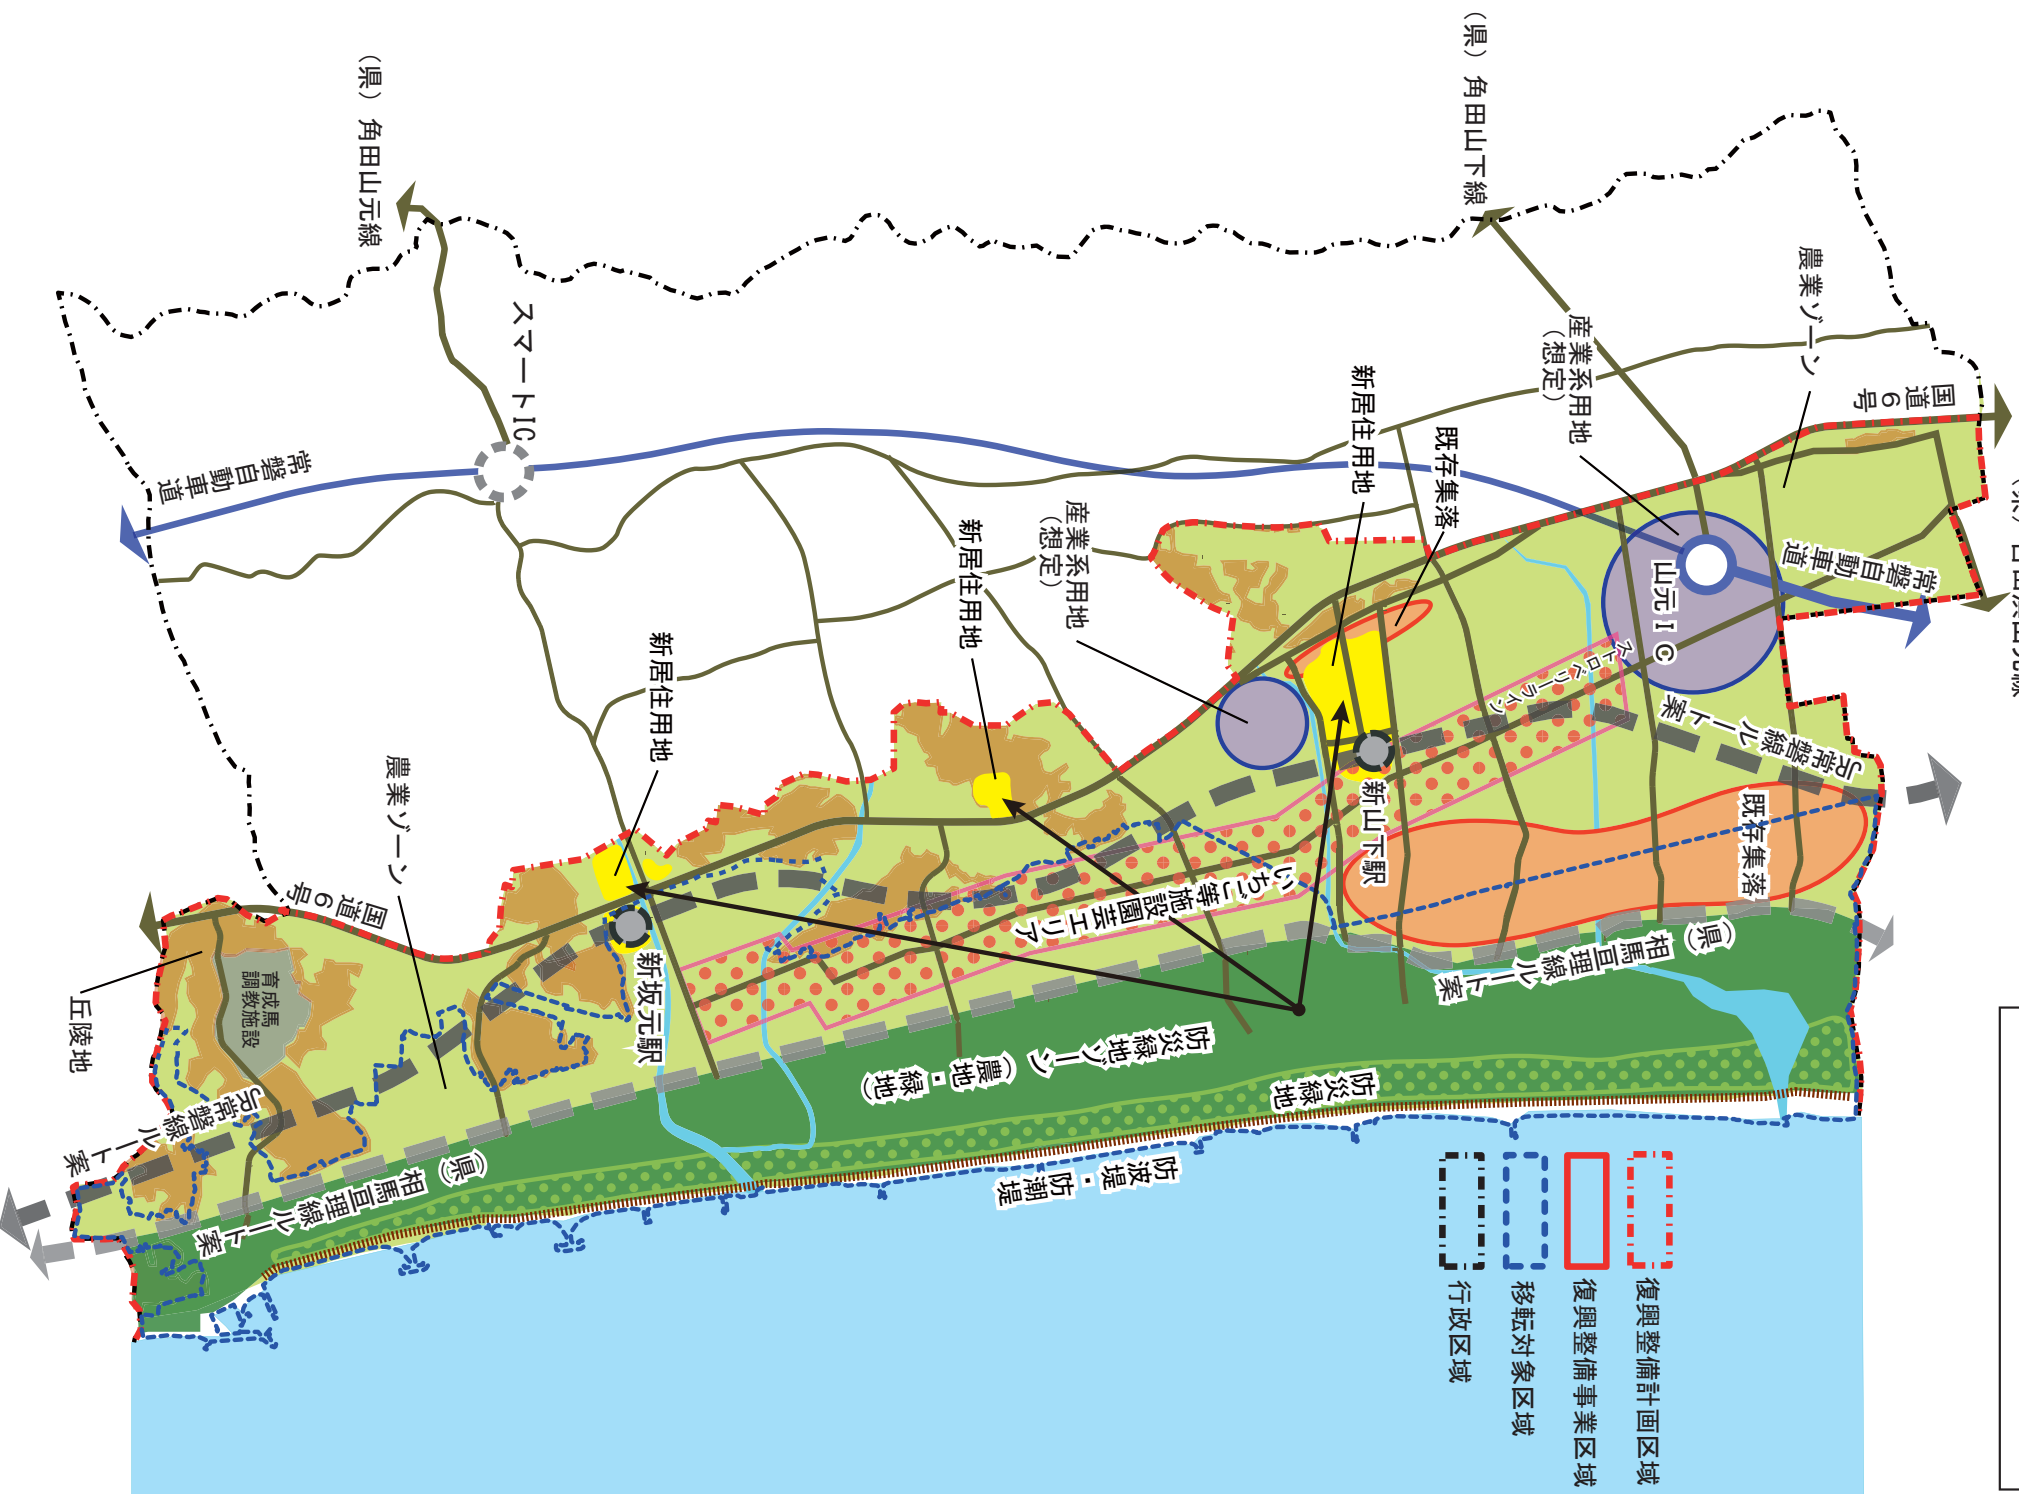 (県) 角田山元線
(県) 角田山下線
農業ゾーン
産業系用地
(想定)
国道6号
スマートIC
新居住用地
既存集落
常磐自動車道
常磐自動車道
山元IC
産業系用地
(想定)
新居住用地
新居住用地
ストロベリーライン
JR常磐線ルート案
既存集落
新山下駅
農業ゾーン
国道6号
いちご等施設園芸エリア
(県) 相馬亘理線ルート案
新坂元駅
丘陵地
育成馬
調教施設
防災緑地ゾーン (農地・緑地)
防災緑地
JR常磐線ルート案
(県) 相馬亘理線ルート案
防波堤・防潮堤
復興整備計画区域
復興整備事業区域
移転対象区域
行政区域